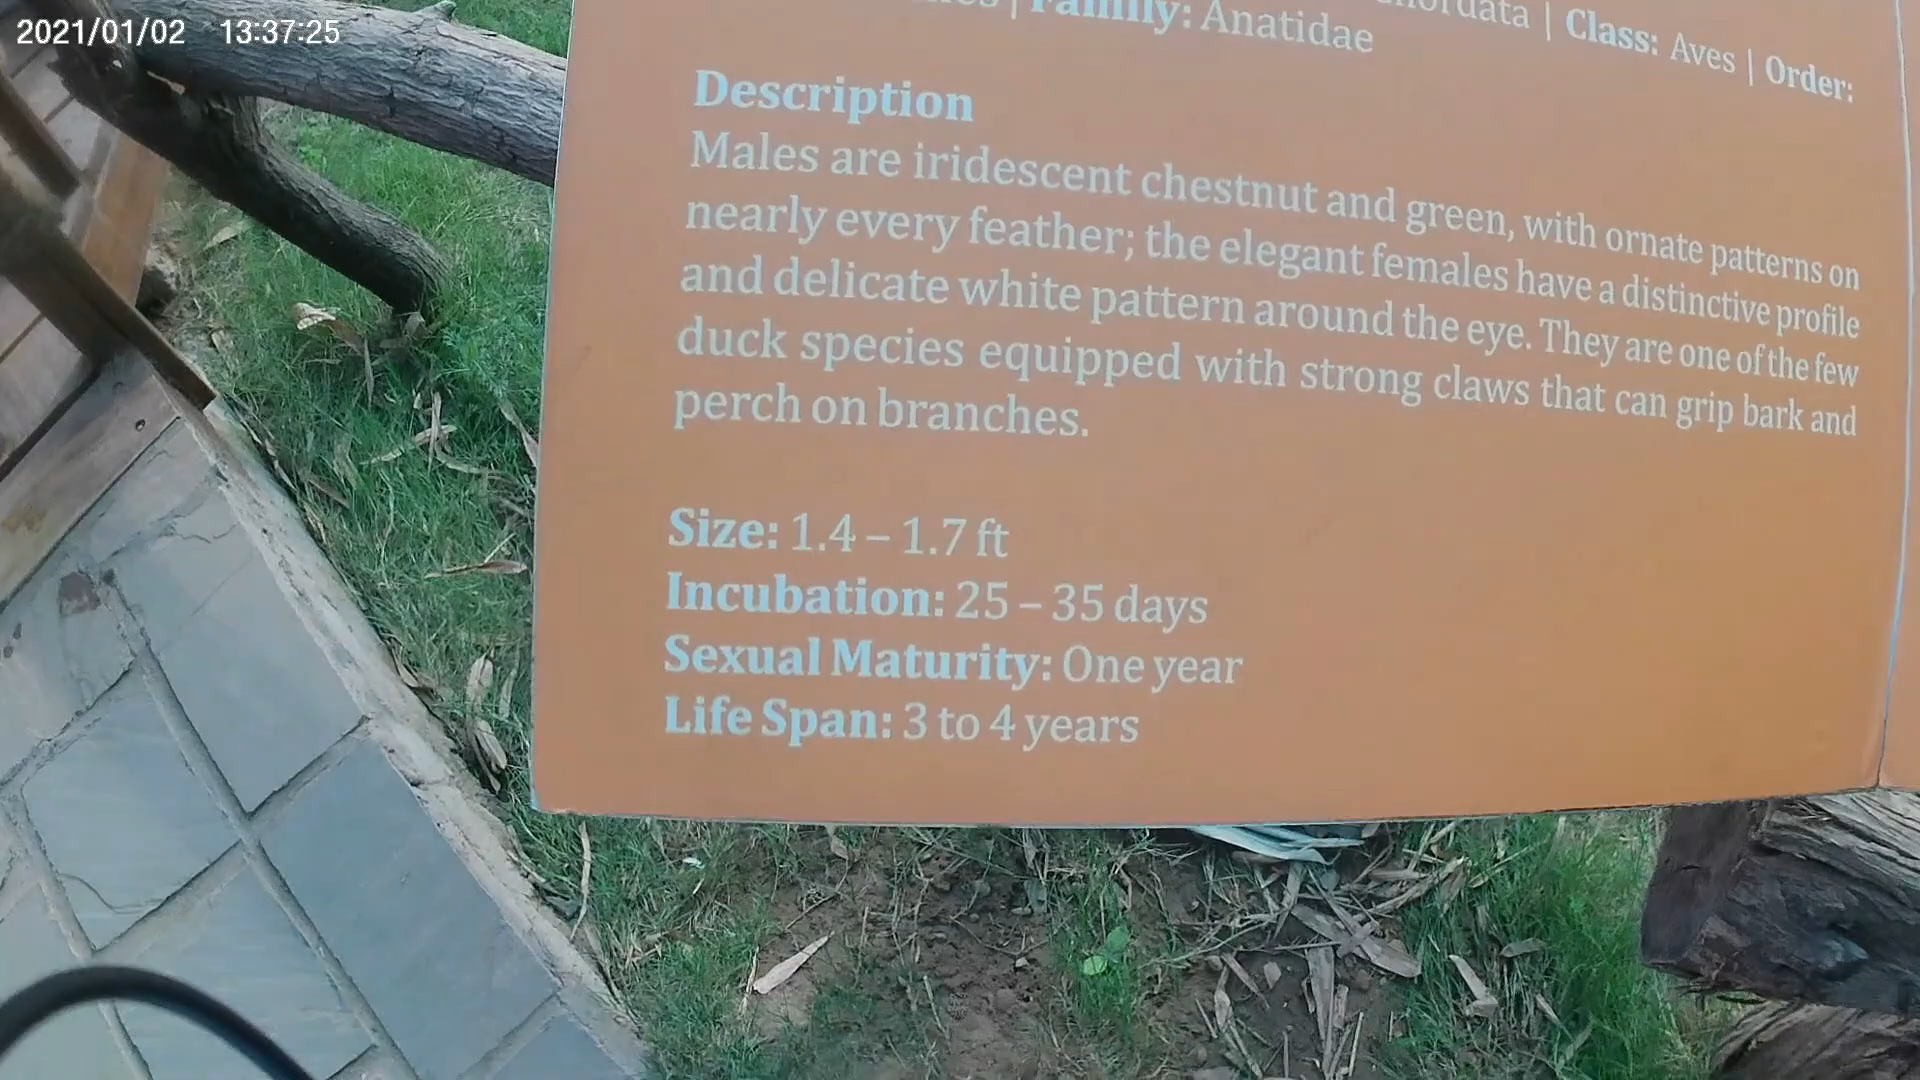 2021/01/02 13:37:25
| Class: Aves | Order:
| Family: Anatidae
Description
Males are iridescent chestnut and green, with ornate patterns on
nearly every feather; the elegant females have a distinctive profile
and delicate white pattern around the eye. They are one of the few
duck species equipped with strong claws that can grip bark and
perch on branches.
Size: 1.4 – 1.7 ft
Incubation: 25 – 35 days
Sexual Maturity: One year
Life Span: 3 to 4 years